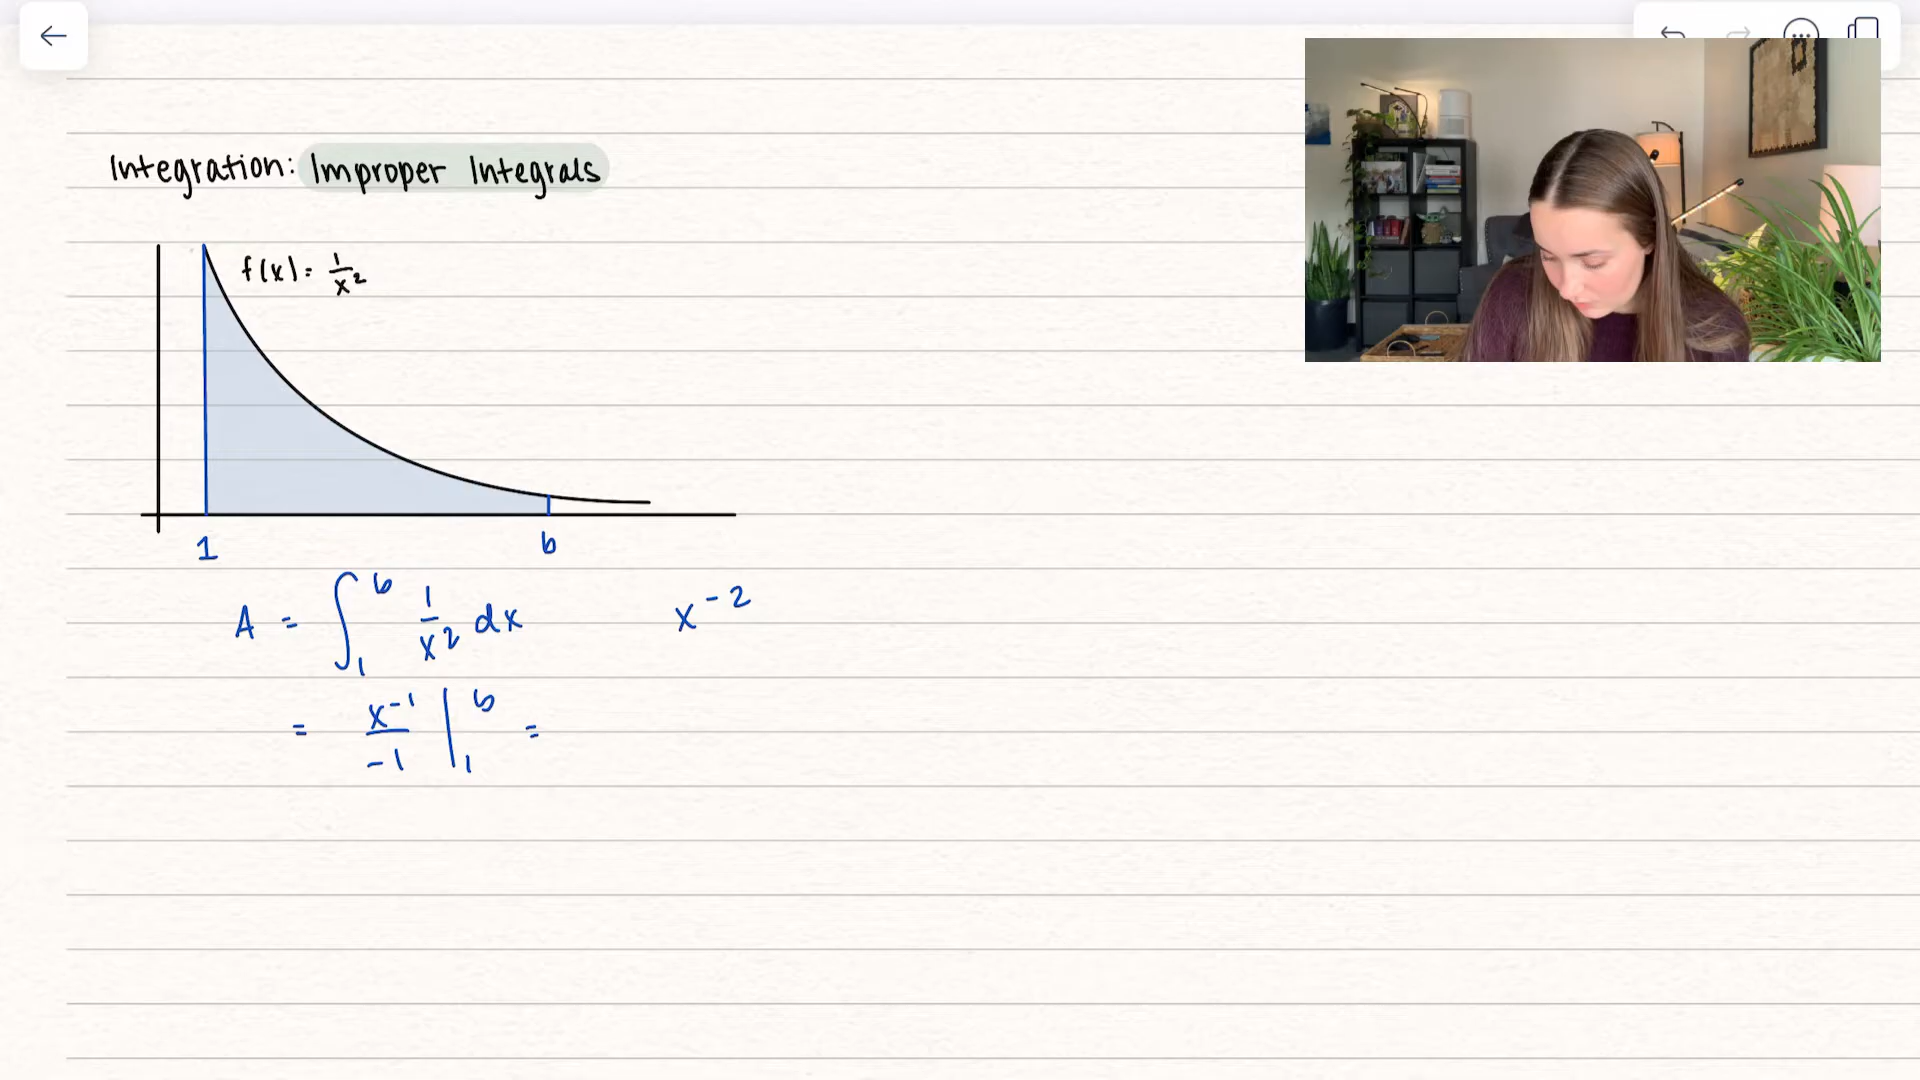 Integration: Improper Integrals
f(x) = 1/x²
1 b
A = ∫₁ᵇ 1/x² dx x⁻²
= x⁻¹/-1 |₁ᵇ =